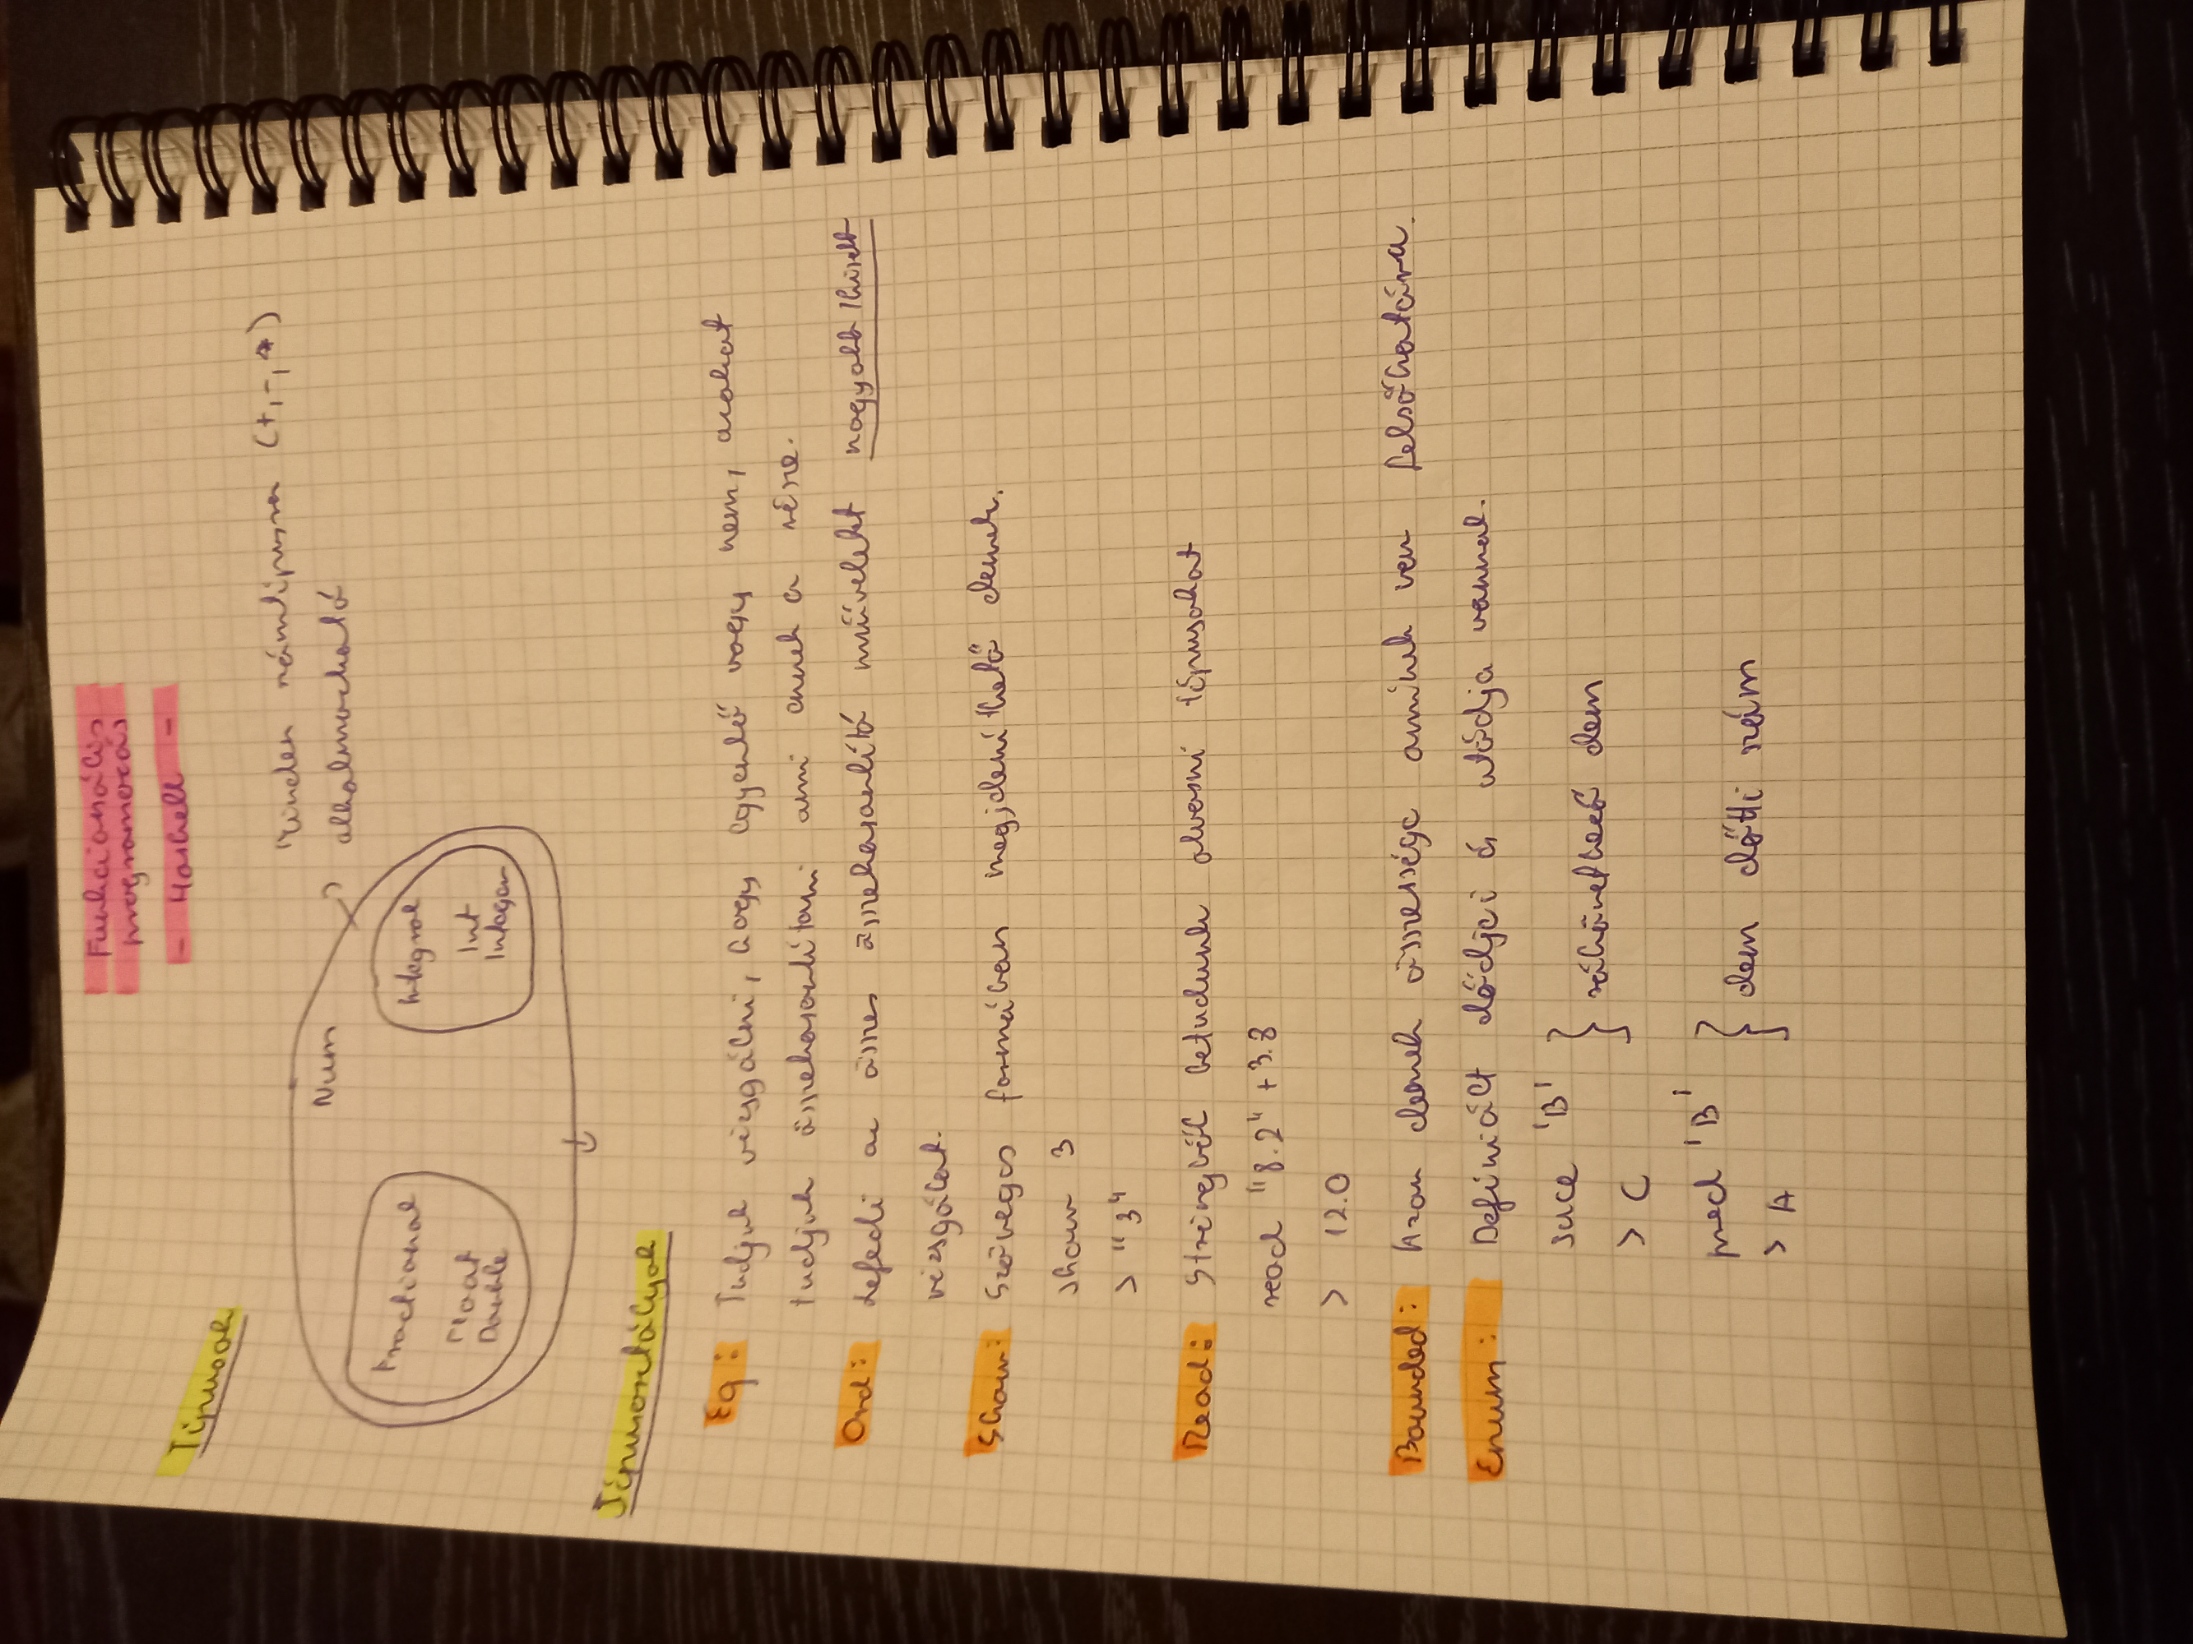 Funkcionális
programozás
- Haskell -
Típusok
Minden számtípusra (+,-,*)
alkalmazható
Num
Fractional
Integral
Float
Double
Int
Integer
Típusosztályok
Eq: Tudjuk vizsgálni, hogy egyenlő vagy nem, azokat
tudjuk összehasonlítani ami ennek a része.
Ord: Lefedi az összes összehasonlító műveletet nagyobb/kisebb
vizsgálat.
Show: Szöveges formában megjeleníthető elemek.
show 3
> "3"
Read: Stringből betudunk olvasni típusokat
read "8.2" + 3.8
> 12.0
Bounded: Azon elemek összessége aminek van felsőhatára.
Enum: Definiált elődjei és utódja vannak.
succ 'B'
> C
} rákövetkező elem
pred 'B'
> A
} elem előtti szám